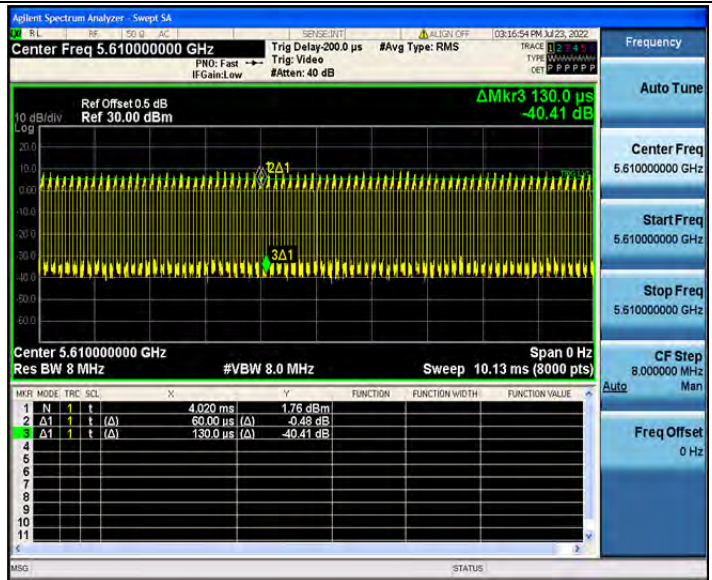 Agilent Spectrum Analyzer - Swept SA
RL RF 50 Ω AC SENSE:INT ALIGN OFF 03:16:54 PM Jul 23, 2022
Center Freq 5.610000000 GHz
PNO: Fast
IFGain:Low
Trig Delay-200.0 µs
Trig: Video
#Atten: 40 dB
#Avg Type: RMS
TRACE 1 2 3 4 5 6
TYPE
DET P P P P P P
Ref Offset 0.5 dB
10 dB/div Ref 30.00 dBm
Log
ΔMkr3 130.0 µs
-40.41 dB
20.0
10.0
0.00
-10.0
-20.0
-30.0
-40.0
-50.0
-60.0
2Δ1
3Δ1
Center 5.610000000 GHz Span 0 Hz
Res BW 8 MHz #VBW 8.0 MHz Sweep 10.13 ms (8000 pts)
MKR MODE TRC SCL X Y FUNCTION FUNCTION WIDTH FUNCTION VALUE
1 N 1 t 4.020 ms 1.76 dBm
2 Δ1 1 t (Δ) 60.00 µs (Δ) -0.48 dB
3 Δ1 1 t (Δ) 130.0 µs (Δ) -40.41 dB
4
5
6
7
8
9
10
11
MSG STATUS
Frequency
Auto Tune
Center Freq
5.610000000 GHz
Start Freq
5.610000000 GHz
Stop Freq
5.610000000 GHz
CF Step
8.000000 MHz
Auto Man
Freq Offset
0 Hz